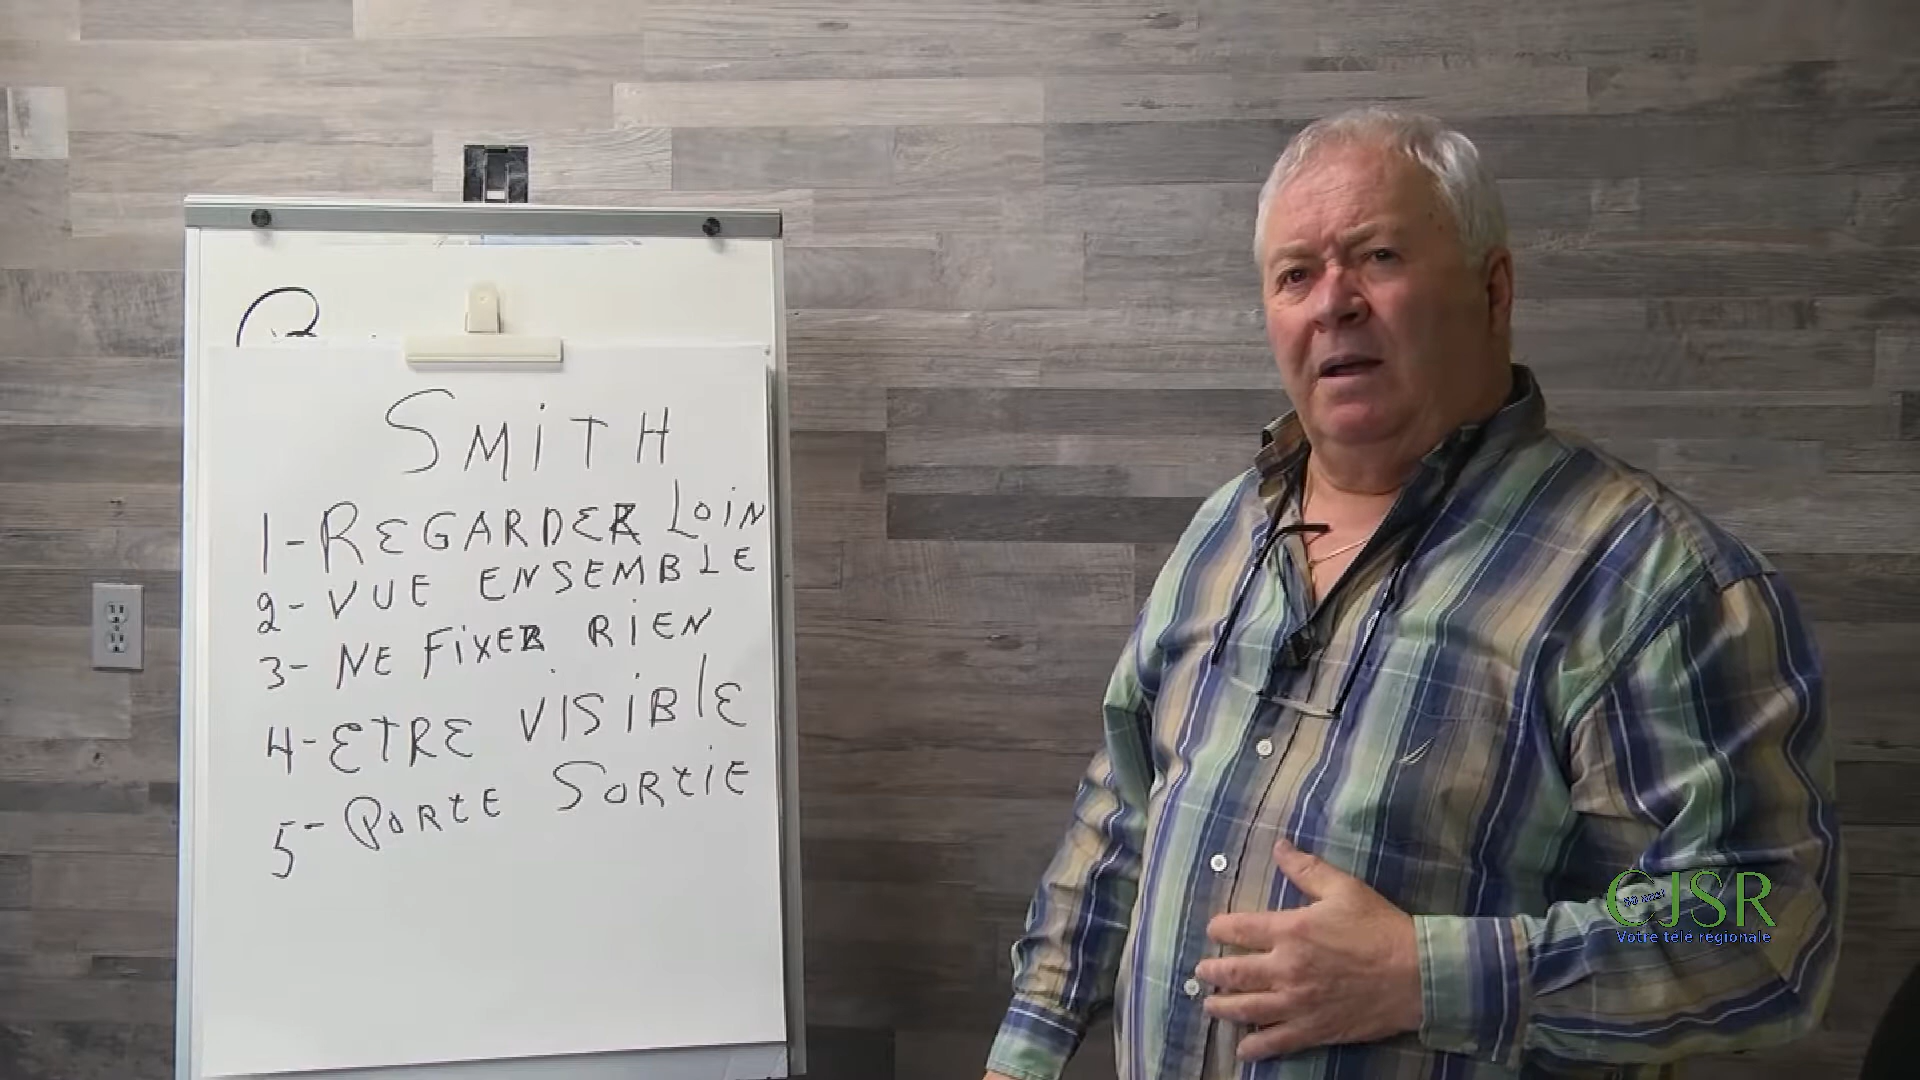 SMiTH
1-REGARDER LOiN
2-VUE ENSEMBLE
3-NE FiXER RiEN
4-ETRE ViSiBLE
5-PORtE SORtiE
CJSR
Votre télé régionale